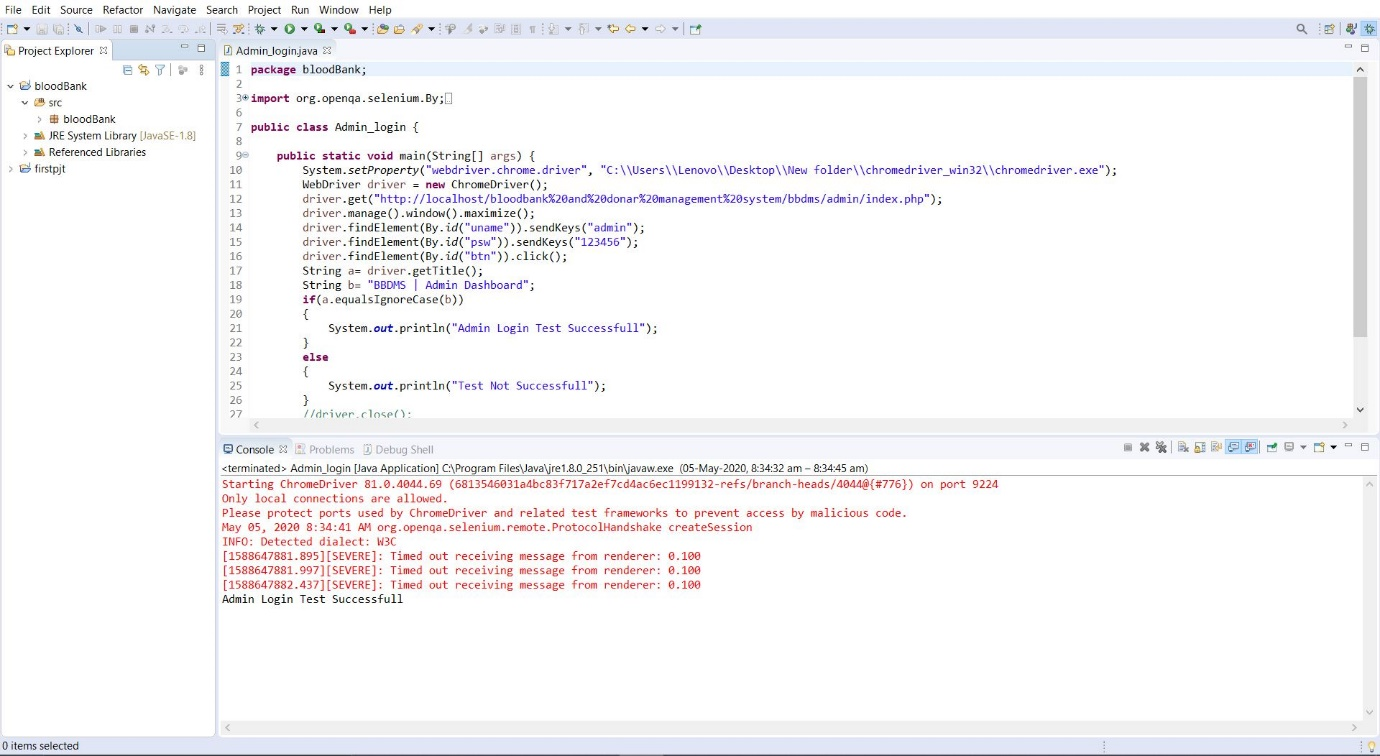 File Edit Source Refactor Navigate Search Project Run Window Help
Project Explorer
Admin_login.java
bloodBank
src
bloodBank
JRE System Library [JavaSE-1.8]
Referenced Libraries
firstpjt
1 package bloodBank;
2
3 import org.openqa.selenium.By;
6
7 public class Admin_login {
8
9 public static void main(String[] args) {
10 System.setProperty("webdriver.chrome.driver", "C:\\Users\\Lenovo\\Desktop\\New folder\\chromedriver_win32\\chromedriver.exe");
11 WebDriver driver = new ChromeDriver();
12 driver.get("http://localhost/bloodbank%20and%20donar%20management%20system/bbdms/admin/index.php");
13 driver.manage().window().maximize();
14 driver.findElement(By.id("uname")).sendKeys("admin");
15 driver.findElement(By.id("psw")).sendKeys("123456");
16 driver.findElement(By.id("btn")).click();
17 String a= driver.getTitle();
18 String b= "BBDMS | Admin Dashboard";
19 if(a.equalsIgnoreCase(b))
20 {
21 System.out.println("Admin Login Test Successfull");
22 }
23 else
24 {
25 System.out.println("Test Not Successfull");
26 }
27 //driver.close();
Console Problems Debug Shell
<terminated> Admin_login [Java Application] C:\Program Files\Java\jre1.8.0_251\bin\javaw.exe (05-May-2020, 8:34:32 am – 8:34:45 am)
Starting ChromeDriver 81.0.4044.69 (6813546031a4bc83f717a2ef7cd4ac6ec1199132-refs/branch-heads/4044@{#776}) on port 9224
Only local connections are allowed.
Please protect ports used by ChromeDriver and related test frameworks to prevent access by malicious code.
May 05, 2020 8:34:41 AM org.openqa.selenium.remote.ProtocolHandshake createSession
INFO: Detected dialect: W3C
[1588647881.895][SEVERE]: Timed out receiving message from renderer: 0.100
[1588647881.997][SEVERE]: Timed out receiving message from renderer: 0.100
[1588647882.437][SEVERE]: Timed out receiving message from renderer: 0.100
Admin Login Test Successfull
0 items selected